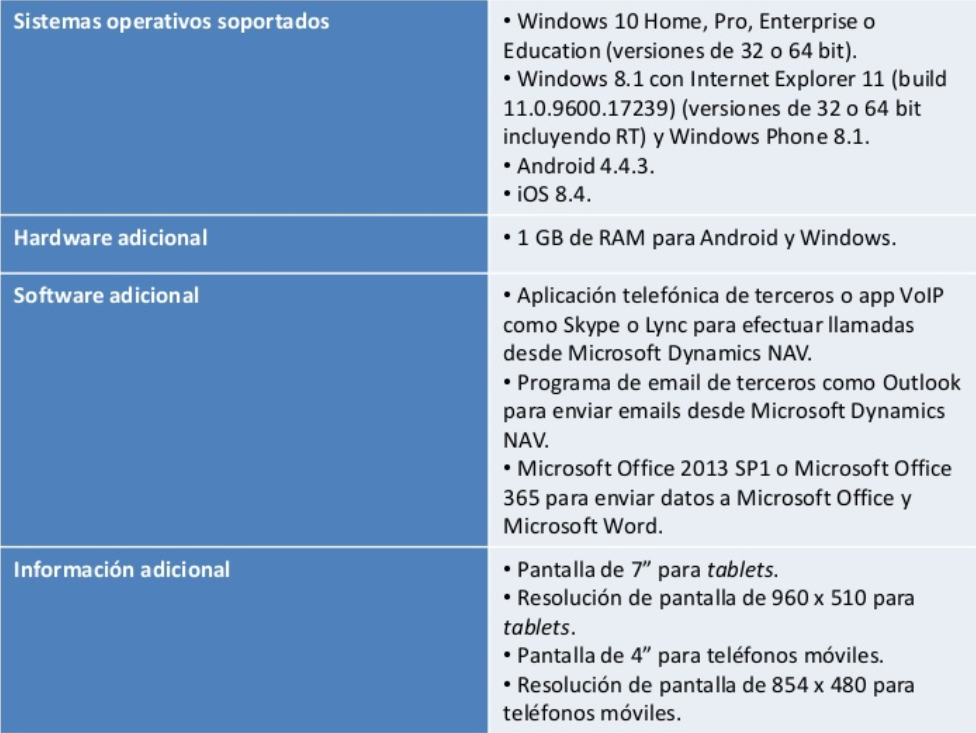 Sistemas operativos soportados
• Windows 10 Home, Pro, Enterprise o
Education (versiones de 32 o 64 bit).
• Windows 8.1 con Internet Explorer 11 (build
11.0.9600.17239) (versiones de 32 o 64 bit
incluyendo RT) y Windows Phone 8.1.
• Android 4.4.3.
• iOS 8.4.
Hardware adicional
• 1 GB de RAM para Android y Windows.
Software adicional
• Aplicación telefónica de terceros o app VoIP
como Skype o Lync para efectuar llamadas
desde Microsoft Dynamics NAV.
• Programa de email de terceros como Outlook
para enviar emails desde Microsoft Dynamics
NAV.
• Microsoft Office 2013 SP1 o Microsoft Office
365 para enviar datos a Microsoft Office y
Microsoft Word.
Información adicional
• Pantalla de 7” para tablets.
• Resolución de pantalla de 960 x 510 para
tablets.
• Pantalla de 4” para teléfonos móviles.
• Resolución de pantalla de 854 x 480 para
teléfonos móviles.